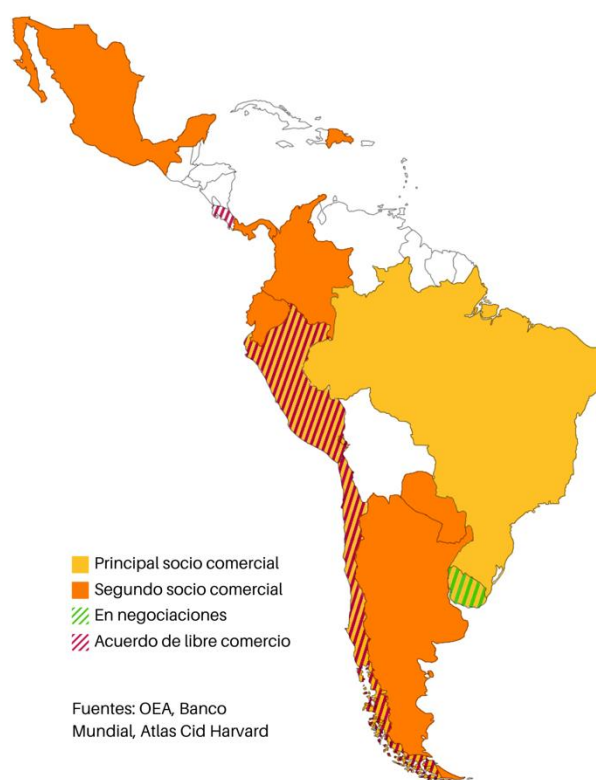 Principal socio comercial
Segundo socio comercial
En negociaciones
Acuerdo de libre comercio
Fuentes: OEA, Banco
Mundial, Atlas Cid Harvard